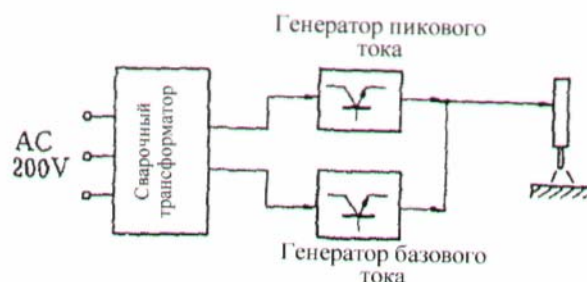 Генератор пикового
тока
AC
200V
Сварочный
трансформатор
Генератор базового
тока